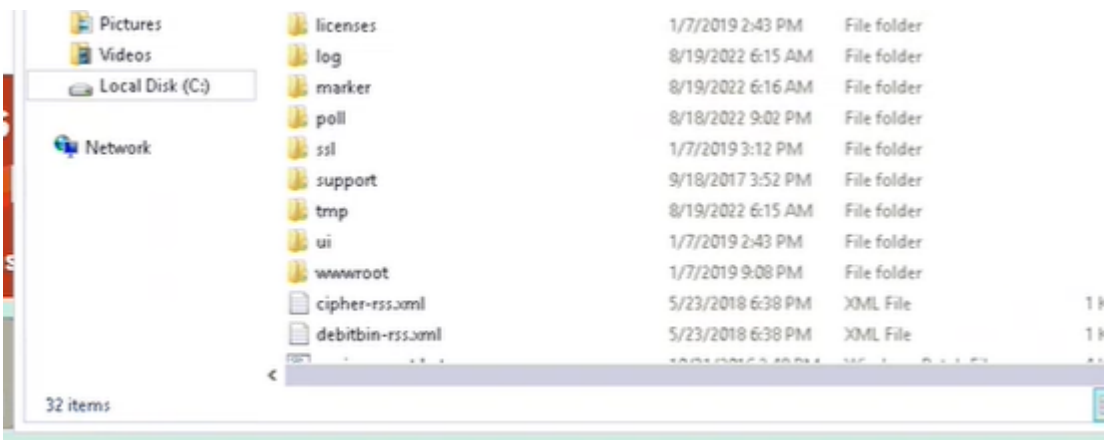 Pictures
Videos
Local Disk (C:)
Network
licenses 1/7/2019 2:43 PM File folder
log 8/19/2022 6:15 AM File folder
marker 8/19/2022 6:16 AM File folder
poll 8/18/2022 9:02 PM File folder
ssl 1/7/2019 3:12 PM File folder
support 9/18/2017 3:52 PM File folder
tmp 8/19/2022 6:15 AM File folder
ui 1/7/2019 2:43 PM File folder
wwwroot 1/7/2019 9:08 PM File folder
cipher-rss.xml 5/23/2018 6:38 PM XML File 1
debitbin-rss.xml 5/23/2018 6:38 PM XML File 1
32 items